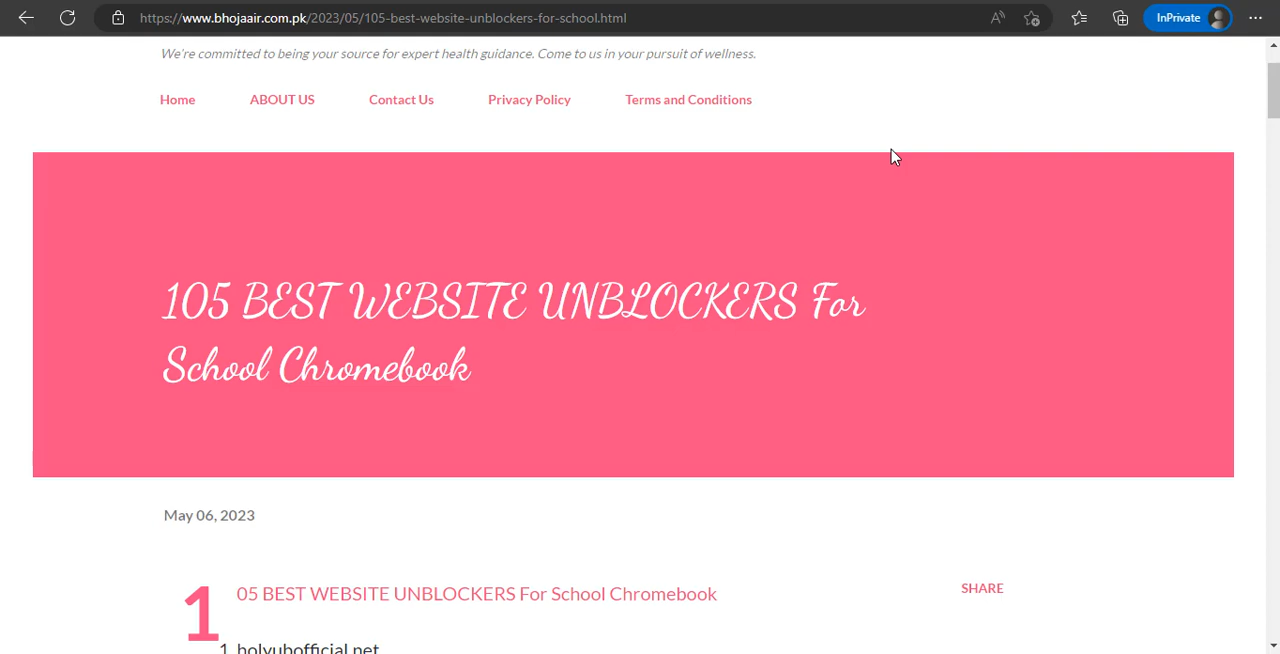 https://www.bhojaair.com.pk/2023/05/105-best-website-unblockers-for-school.html
InPrivate
We're committed to being your source for expert health guidance. Come to us in your pursuit of wellness.
Home ABOUT US Contact Us Privacy Policy Terms and Conditions
105 BEST WEBSITE UNBLOCKERS For
School Chromebook
May 06, 2023
105 BEST WEBSITE UNBLOCKERS For School Chromebook
SHARE
1. holyubofficial.net